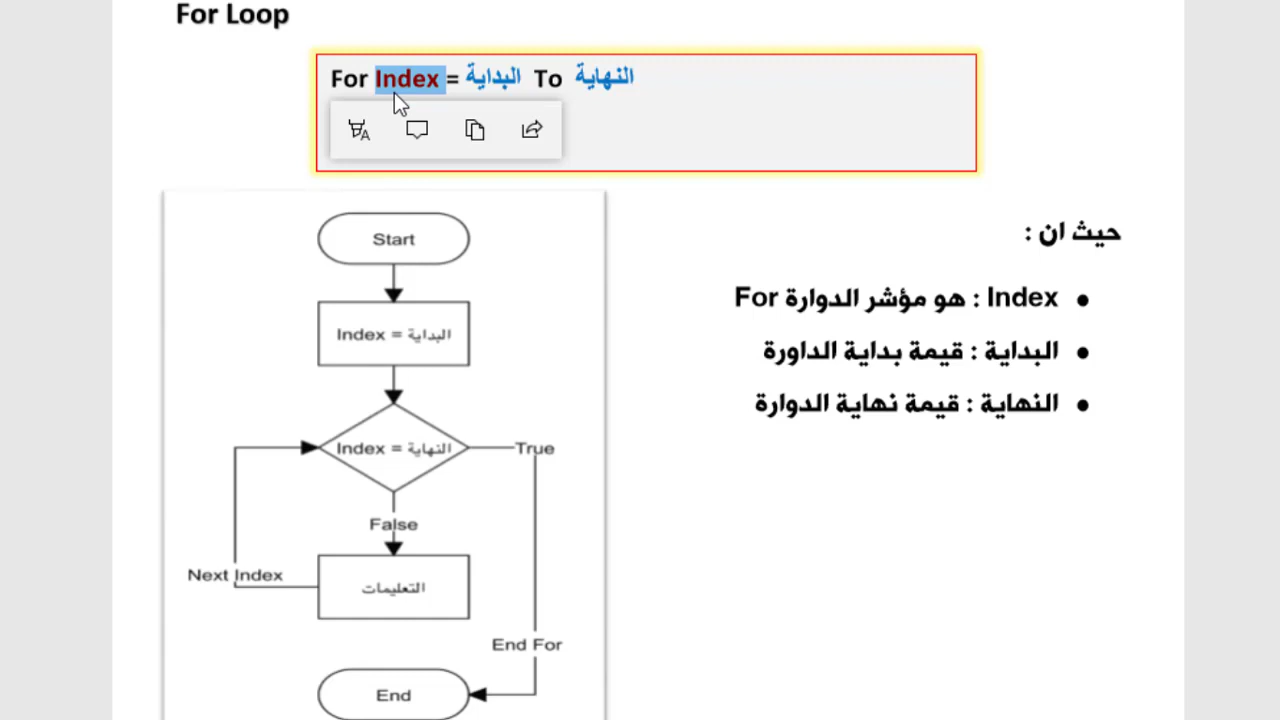 For Loop
For Index = البداية To النهاية
Start
Index = البداية
Index = النهاية
True
False
Next Index
التعليمات
End For
End
حيث ان :
● Index : هو مؤشر الدوارة For
● البداية : قيمة بداية الداورة
● النهاية : قيمة نهاية الدوارة